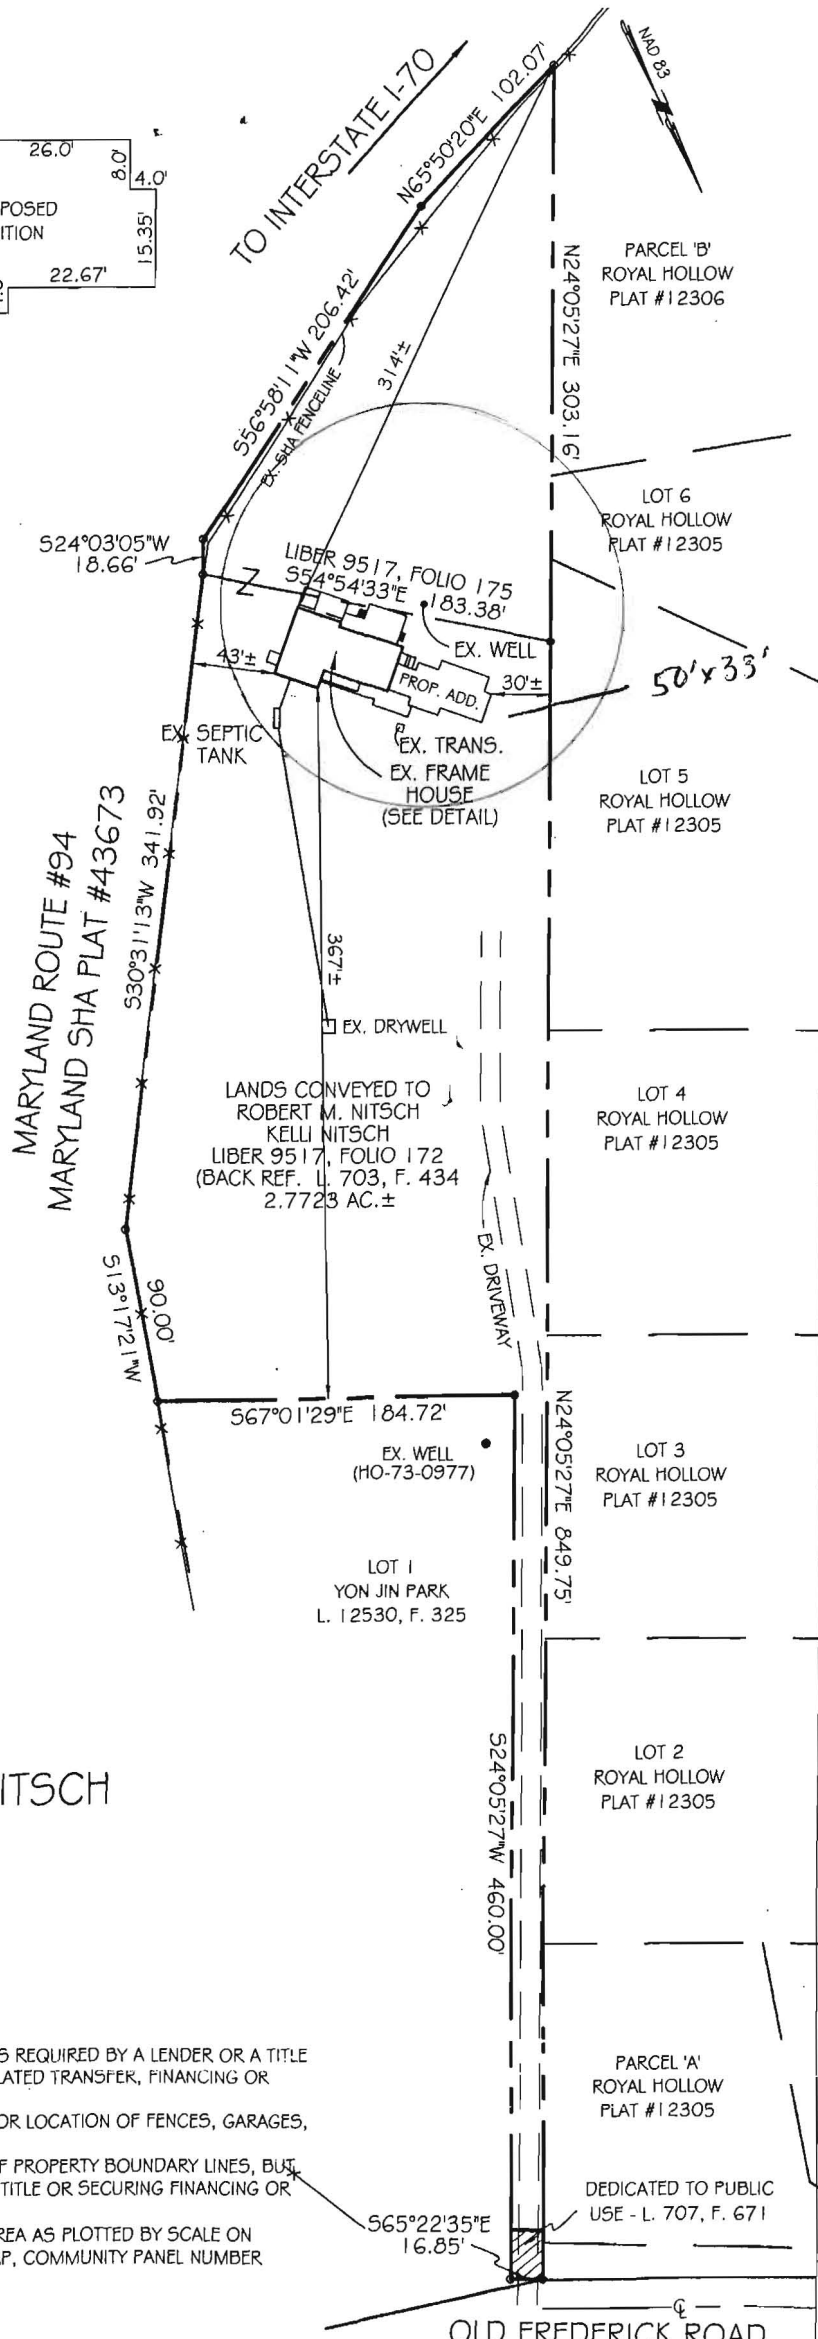 NAD 83
TO INTERSTATE I-70
N65°50'20"E 102.07'
26.0'
8.0'
4.0'
POSED
ITION
15.35'
22.67'
PARCEL 'B'
ROYAL HOLLOW
PLAT #12306
N24°05'27"E 303.16'
S56°58'11"W 206.42'
EX. SHA FENCELINE
314'±
LOT 6
ROYAL HOLLOW
PLAT #12305
S24°03'05"W
18.66'
LIBER 9517, FOLIO 175
S54°54'33"E 183.38'
Z
EX. WELL
43'±
PROP. ADD.
30'±
50'x33'
EX. SEPTIC
TANK
EX. TRANS.
EX. FRAME
HOUSE
(SEE DETAIL)
LOT 5
ROYAL HOLLOW
PLAT #12305
MARYLAND ROUTE #94
MARYLAND SHA PLAT #43673
S30°31'13"W 341.92'
367'±
EX. DRYWELL
LANDS CONVEYED TO
ROBERT M. NITSCH
KELLI NITSCH
LIBER 9517, FOLIO 172
(BACK REF. L. 703, F. 434
2.7723 AC.±
LOT 4
ROYAL HOLLOW
PLAT #12305
EX. DRIVEWAY
S13°17'21"W
90.00'
S67°01'29"E 184.72'
EX. WELL
(HO-73-0977)
N24°05'27"E 849.75'
LOT 3
ROYAL HOLLOW
PLAT #12305
LOT 1
YON JIN PARK
L. 12530, F. 325
ITSCH
S24°05'27"W 460.00'
LOT 2
ROYAL HOLLOW
PLAT #12305
S REQUIRED BY A LENDER OR A TITLE
LATED TRANSFER, FINANCING OR
OR LOCATION OF FENCES, GARAGES,
F PROPERTY BOUNDARY LINES, BUT
TITLE OR SECURING FINANCING OR
REA AS PLOTTED BY SCALE ON
P, COMMUNITY PANEL NUMBER
PARCEL 'A'
ROYAL HOLLOW
PLAT #12305
DEDICATED TO PUBLIC
USE - L. 707, F. 671
S65°22'35"E
16.85'
OLD FREDERICK ROAD